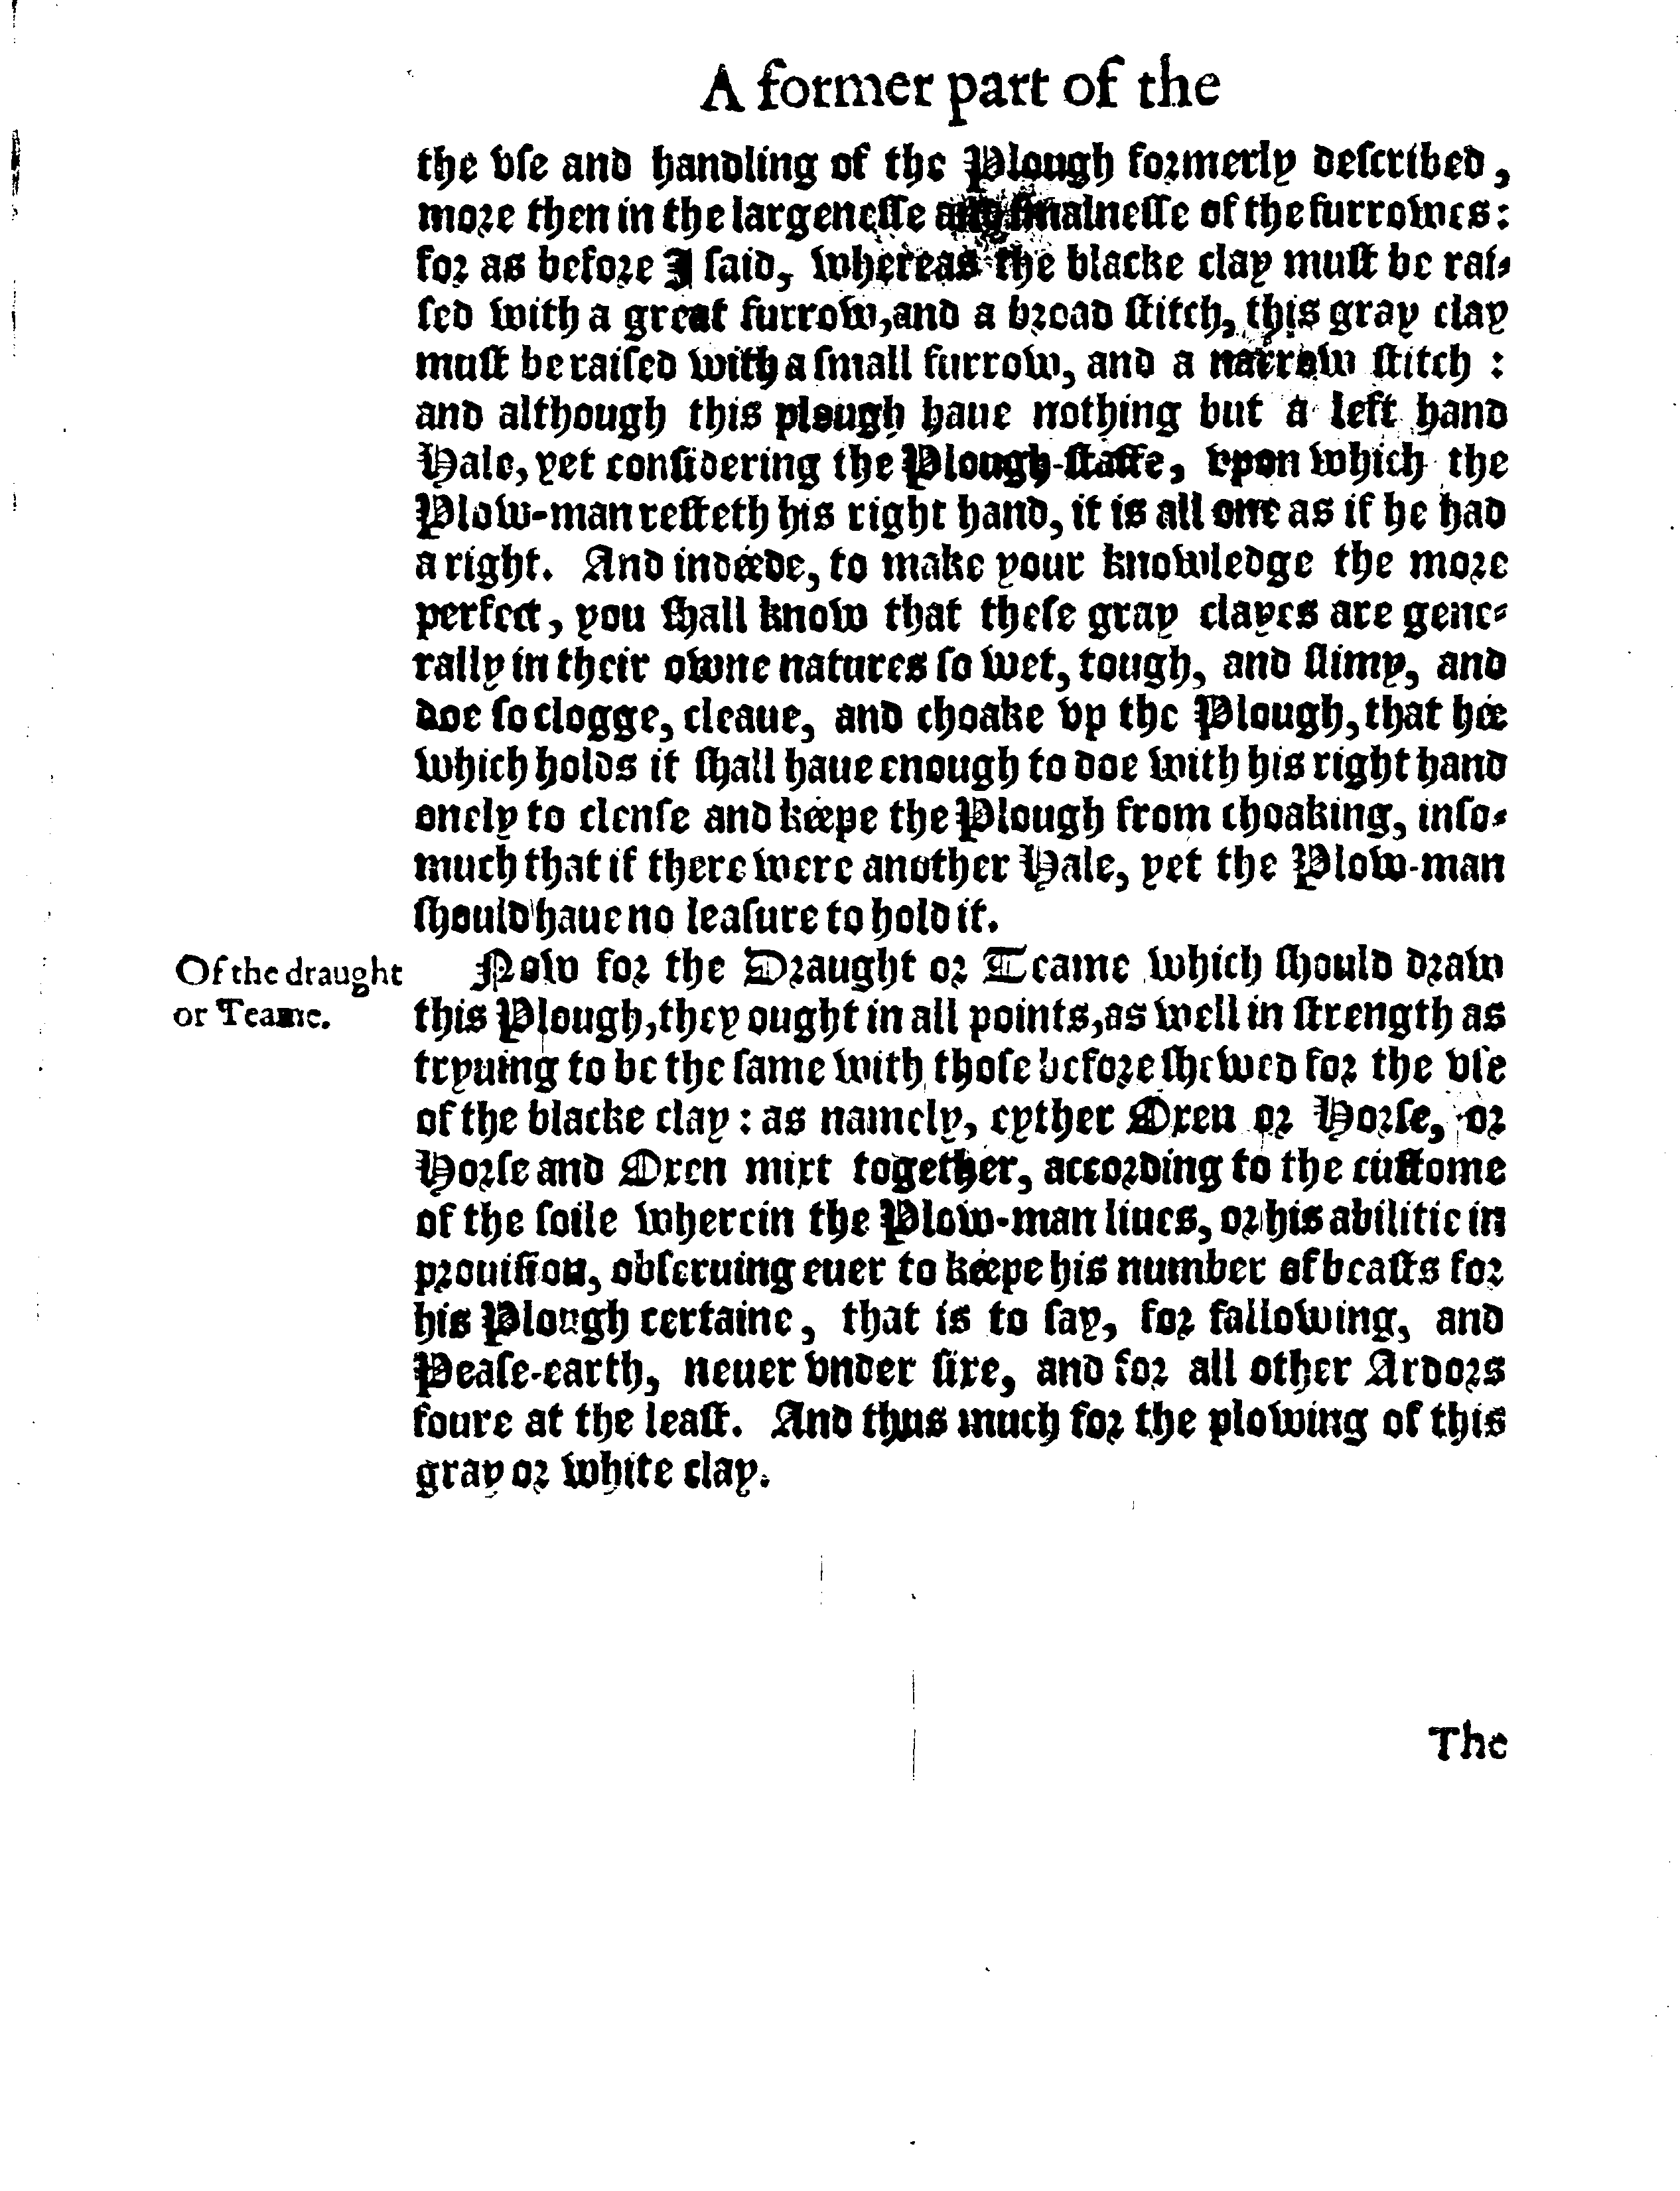 A former part of the
the vſe and handling of the Plough formerly deſcribed,
more then in the largeneſſe and ſmalneſſe of the furrowes:
for as before I ſaid, whereas the blacke clay muſt be rai-
ſed with a great furrow, and a broad ſtitch, this gray clay
muſt be raiſed with a ſmall furrow, and a narrow ſtitch:
and although this plough haue nothing but a left hand
Hale, yet conſidering the Plough-ſtaffe, vpon which the
Plow-man reſteth his right hand, it is all one as if he had
a right. And indeede, to make your knowledge the more
perfect, you ſhall know that theſe gray clayes are gene-
rally in their owne natures ſo wet, tough, and ſlimy, and
doe ſo clogge, cleaue, and choake vp the Plough, that hee
which holds it ſhall haue enough to doe with his right hand
onely to clenſe and keepe the Plough from choaking, inſo-
much that if there were another Hale, yet the Plow-man
ſhould haue no leaſure to hold it.
Of the draught
or Teame.
Now for the Draught or Teame which ſhould draw
this Plough, they ought in all points, as well in ſtrength as
tryuing to be the ſame with thoſe before ſhewed for the vſe
of the blacke clay: as namely, eyther Oxen or Horſe, or
Horſe and Oxen mixt together, according to the cuſtome
of the ſoile wherein the Plow-man liues, or his abilitie in
prouiſion, obſeruing euer to keepe his number of beaſts for
his Plough certaine, that is to ſay, for fallowing, and
Peaſe-earth, neuer vnder ſixe, and for all other Ardors
foure at the leaſt. And thus much for the plowing of this
gray or white clay.
The